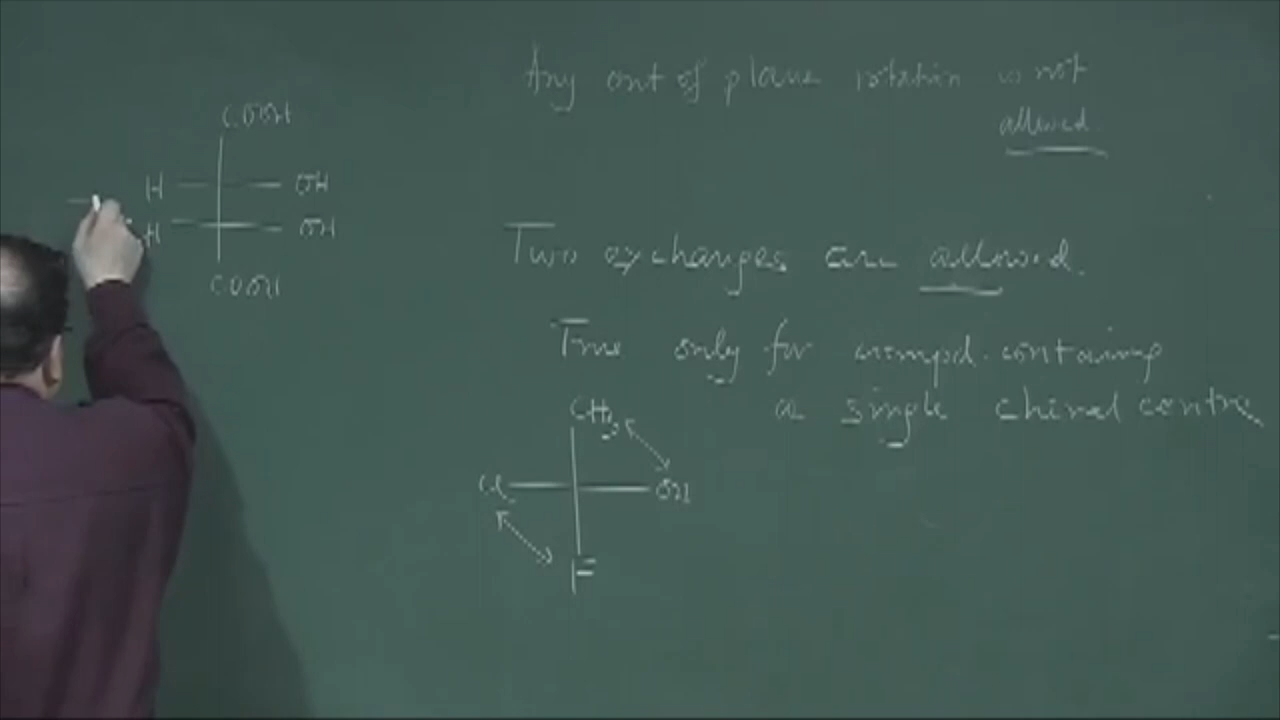 Any out of plane rotation is not
allowed.
COOH
H OH
H OH
COOH
Two exchanges are allowed.
True only for compd. containing
a single chiral centre
CH3
Cl OH
F